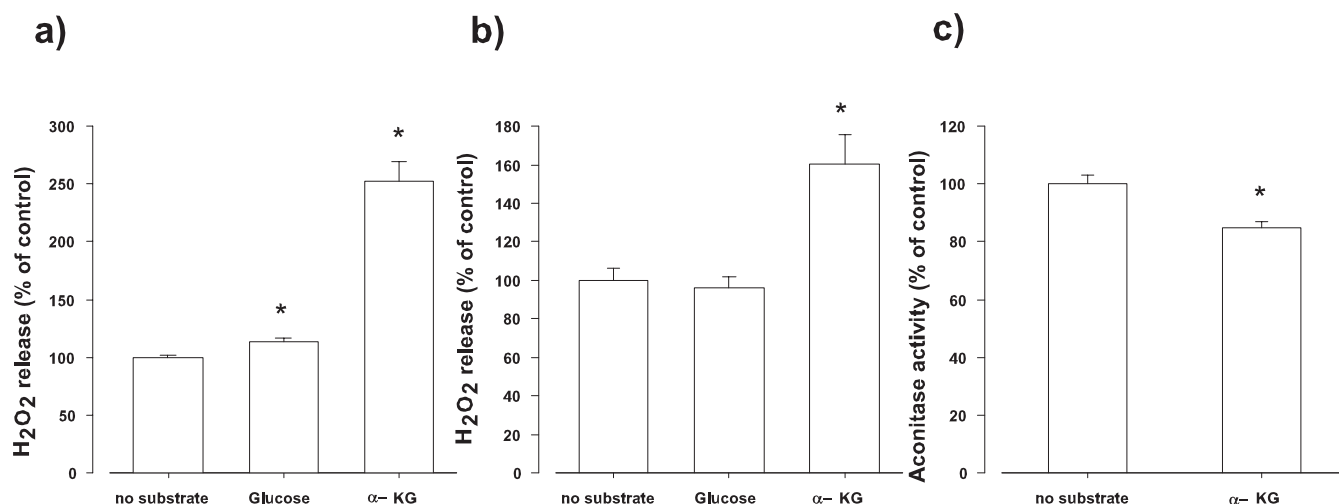 a)
H2O2 release (% of control)
300
250
200
150
100
50
0
*
*
no substrate
Glucose
α– KG
b)
H2O2 release (% of control)
180
160
140
120
100
80
60
40
20
0
*
no substrate
Glucose
α– KG
c)
Aconitase activity (% of control)
120
100
80
60
40
20
0
*
no substrate
α– KG